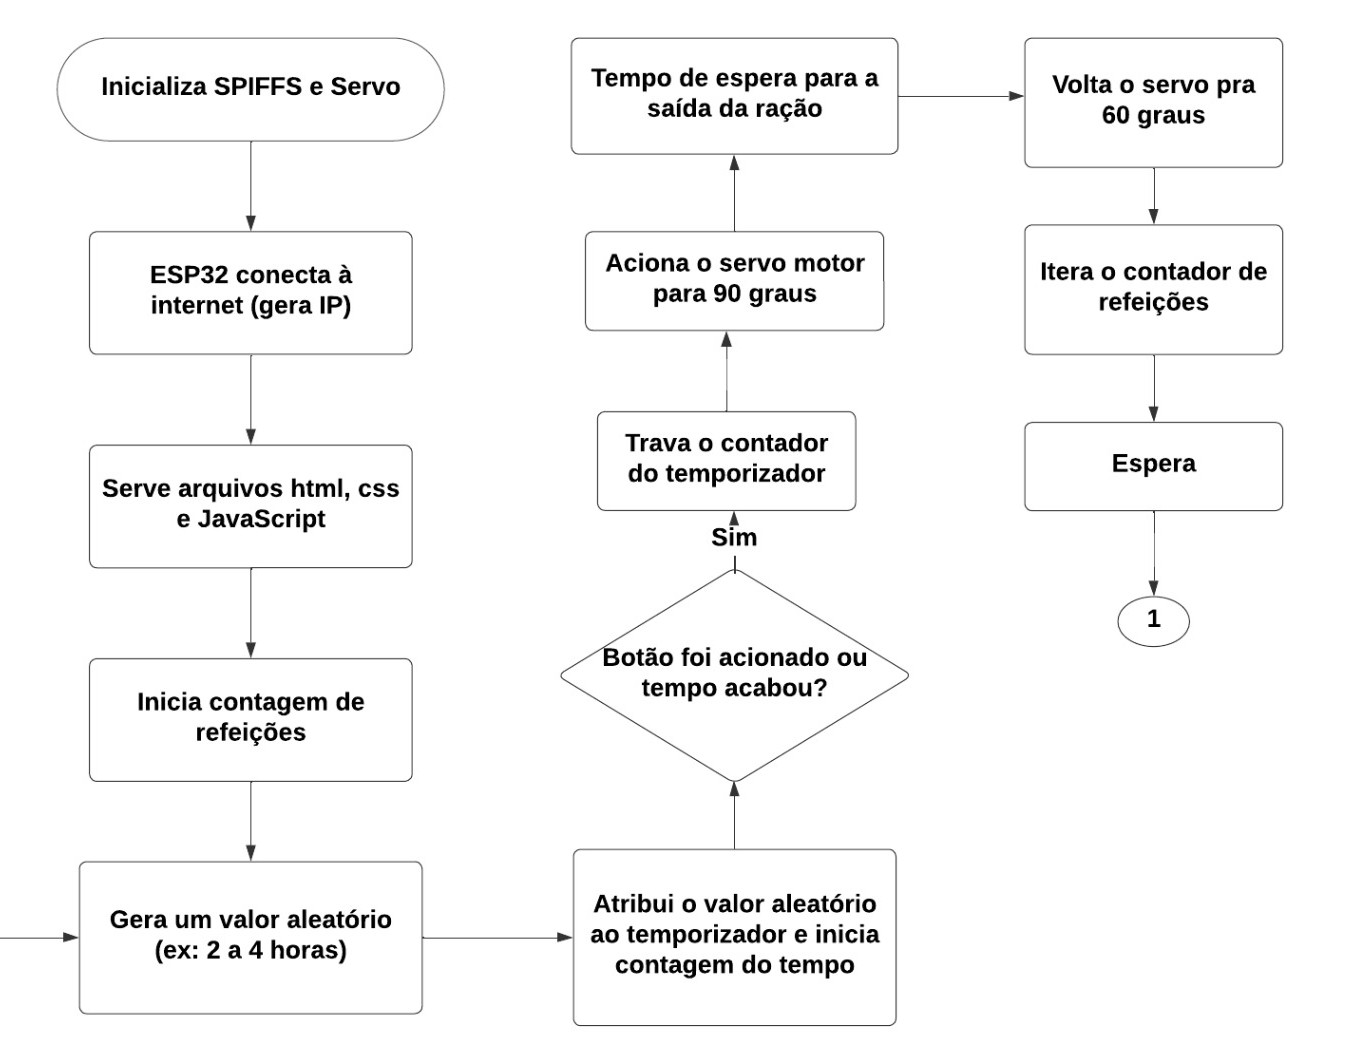 Inicializa SPIFFS e Servo
ESP32 conecta à
internet (gera IP)
Serve arquivos html, css
e JavaScript
Inicia contagem de
refeições
Gera um valor aleatório
(ex: 2 a 4 horas)
Atribui o valor aleatório
ao temporizador e inicia
contagem do tempo
Botão foi acionado ou
tempo acabou?
Sim
Trava o contador
do temporizador
Aciona o servo motor
para 90 graus
Tempo de espera para a
saída da ração
Volta o servo pra
60 graus
Itera o contador de
refeições
Espera
1